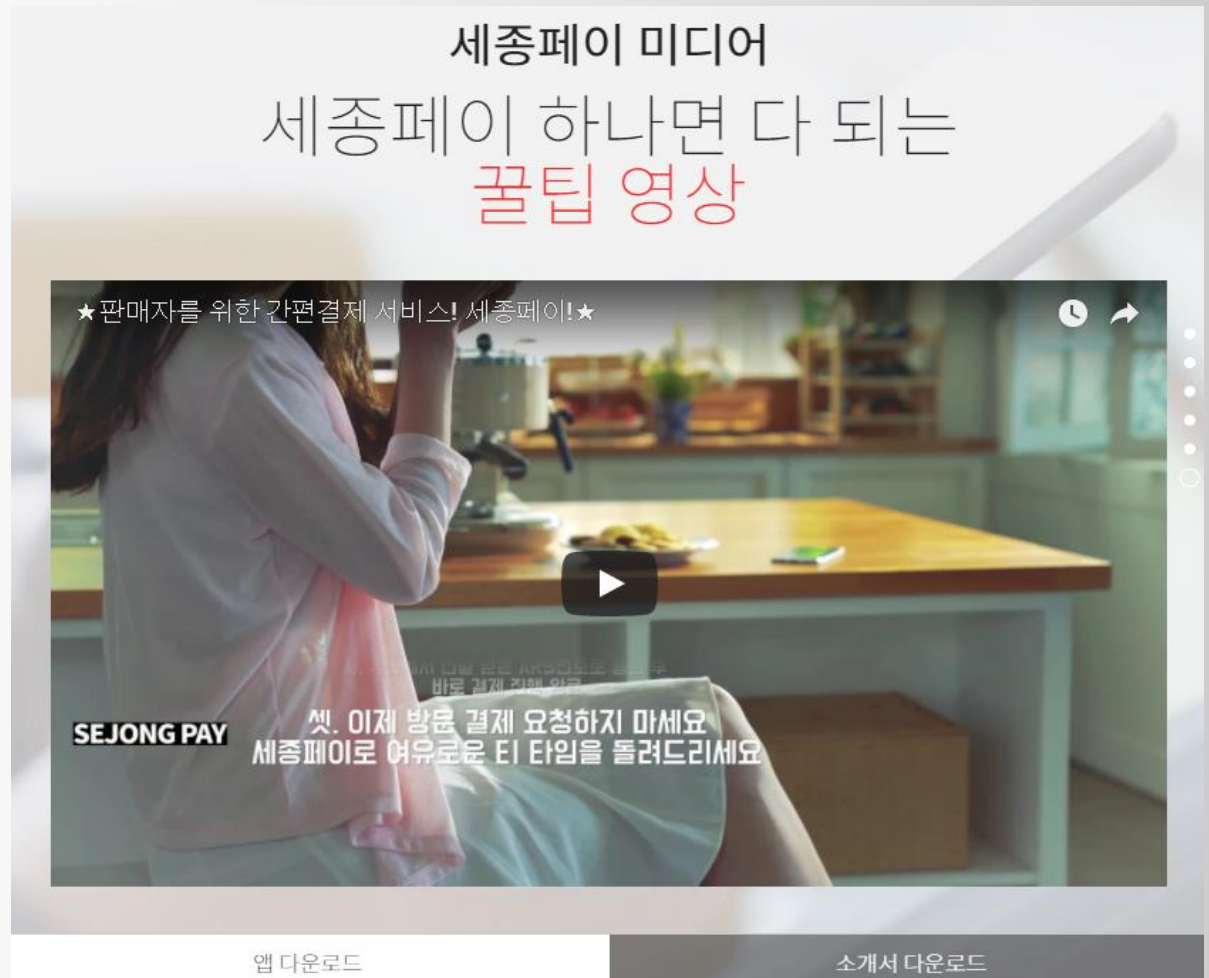 세종페이 미디어
세종페이 하나면 다 되는
꿀팁 영상
★판매자를 위한 간편결제 서비스! 세종페이!★
바로 결제 진행 완료
SEJONG PAY
셋. 이제 방문 결제 요청하지 마세요
세종페이로 여유로운 티 타임을 돌려드리세요
앱 다운로드
소개서 다운로드